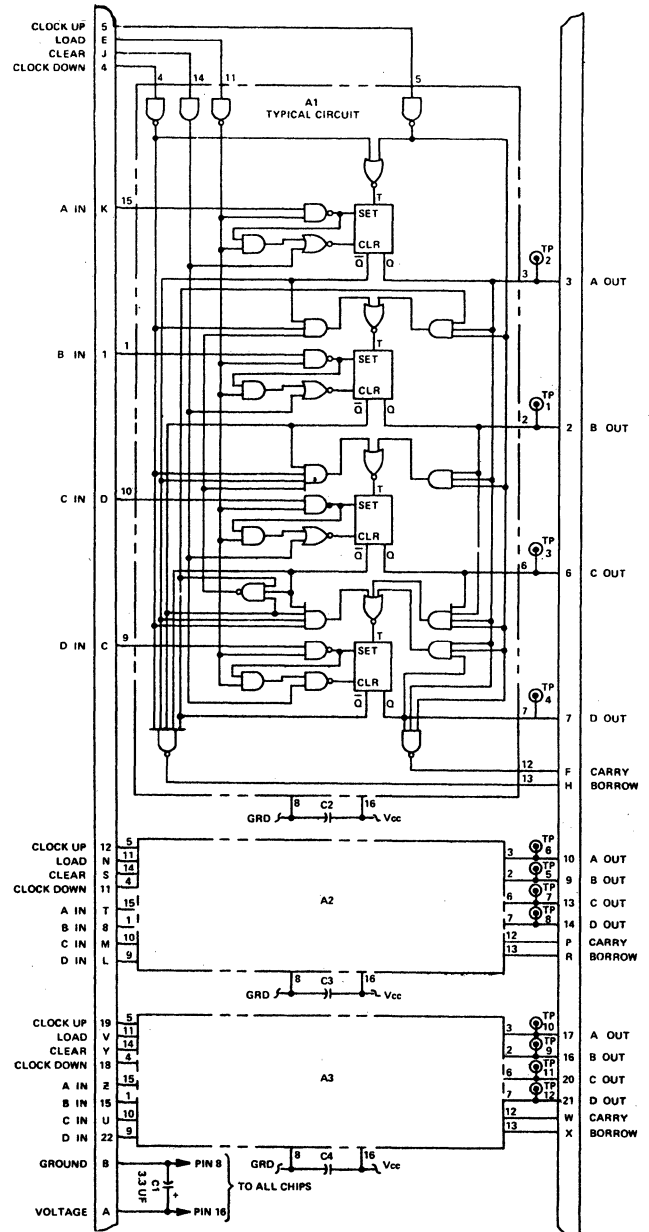 CLOCK UP 5 5
LOAD E
CLEAR J
CLOCK DOWN 4 4 14 11
A1
TYPICAL CIRCUIT
T
A IN K 15 SET
CLR
Q Q
TP
2
3 3 A OUT
T
B IN 1 1 SET
CLR
Q Q
TP
1
2 2 B OUT
T
C IN D 10 SET
CLR
Q Q
TP
3
6 6 C OUT
T
D IN C 9 SET
CLR
Q Q
TP
4
7 7 D OUT
12 F CARRY
13 H BORROW
8 C2 16
GRD Vcc
CLOCK UP 12 5
LOAD N 11
CLEAR S 14
CLOCK DOWN 11 4
A IN T 15
B IN 8 1
C IN M 10
D IN L 9
A2
3 TP 6 10 A OUT
2 TP 5 9 B OUT
6 TP 7 13 C OUT
7 TP 8 14 D OUT
12 P CARRY
13 R BORROW
8 C3 16
GRD Vcc
CLOCK UP 19 5
LOAD V 11
CLEAR Y 14
CLOCK DOWN 18 4
A IN Z 15
B IN 15 1
C IN U 10
D IN 22 9
A3
3 TP 10 17 A OUT
2 TP 9 16 B OUT
6 TP 11 20 C OUT
7 TP 12 21 D OUT
12 W CARRY
13 X BORROW
8 C4 16
GRD Vcc
GROUND B PIN 8
C1
3.3 UF
+
TO ALL CHIPS
VOLTAGE A PIN 16